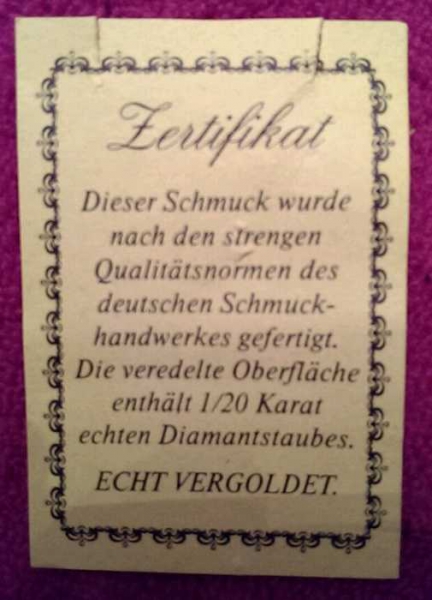 Zertifikat
Dieser Schmuck wurde
nach den strengen
Qualitätsnormen des
deutschen Schmuck-
handwerkes gefertigt.
Die veredelte Oberfläche
enthält 1/20 Karat
echten Diamantstaubes.
ECHT VERGOLDET.